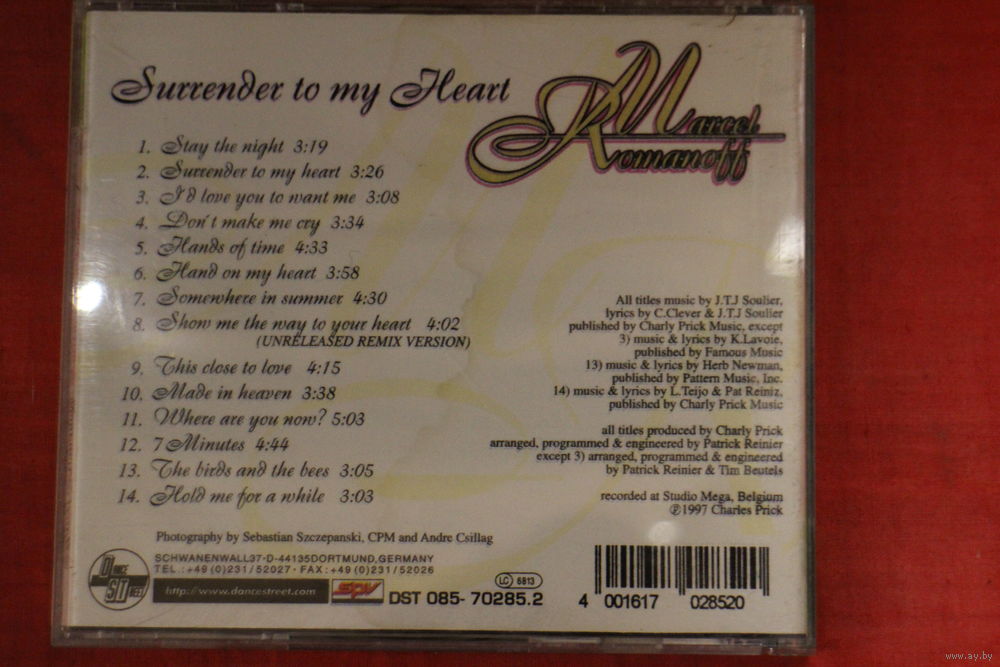 Surrender to my Heart
Marcel
Romanoff
1. Stay the night 3:19
2. Surrender to my heart 3:26
3. I'd love you to want me 3:08
4. Don't make me cry 3:34
5. Hands of time 4:33
6. Hand on my heart 3:58
7. Somewhere in summer 4:30
8. Show me the way to your heart 4:02
(UNRELEASED REMIX VERSION)
9. This close to love 4:15
10. Made in heaven 3:38
11. Where are you now? 5:03
12. 7 Minutes 4:44
13. The birds and the bees 3:05
14. Hold me for a while 3:03
All titles music by J.T.J Soulier,
lyrics by C.Clever & J.T.J Soulier
published by Charly Prick Music, except
3) music & lyrics by K.Lavoie,
published by Famous Music
13) music & lyrics by Herb Newman,
published by Pattern Music, Inc.
14) music & lyrics by L.Teijo & Pat Reiniz,
published by Charly Prick Music
all titles produced by Charly Prick
arranged, programmed & engineered by Patrick Reinier
except 3) arranged, programmed & engineered
by Patrick Reinier & Tim Beutels
recorded at Studio Mega, Belgium
℗1997 Charles Prick
Photography by Sebastian Szczepanski, CPM and Andre Csillag
SCHWANENWALL37·D-44135DORTMUND,GERMANY
TEL.:+49(0)231/52027·FAX:+49(0)231/52026
http://www.dancestreet.com
SPV
DST 085-70285.2
LC 6813
4 001617 028520
www.ay.by